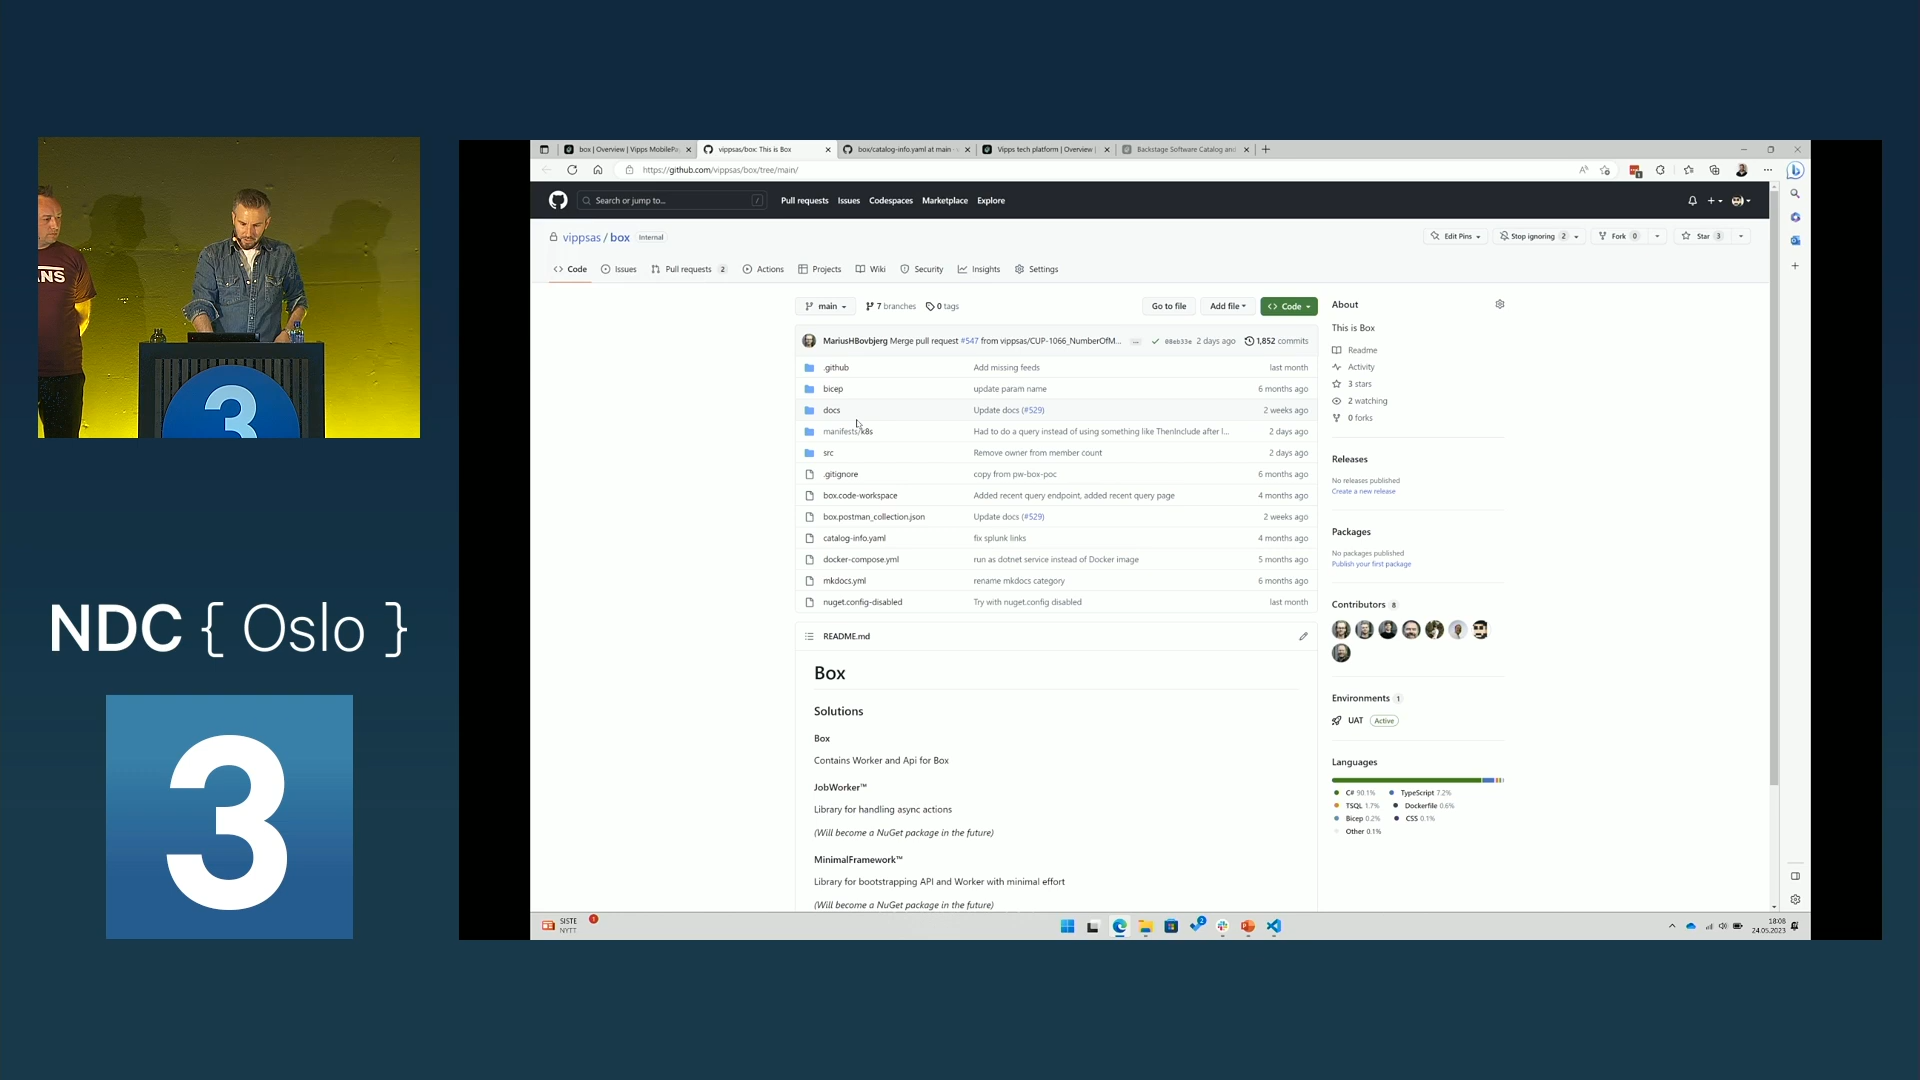 ANS
3
NDC { Oslo }
3
box | Overview | Vipps MobilePa
vippsas/box: This is Box
box/catalog-info.yaml at main
Vipps tech platform | Overview |
Backstage Software Catalog and
https://github.com/vippsas/box/tree/main/
Search or jump to...
/
Pull requests
Issues
Codespaces
Marketplace
Explore
vippsas / box
Internal
Edit Pins
Stop ignoring 2
Fork 0
Star 3
Code
Issues
Pull requests 2
Actions
Projects
Wiki
Security
Insights
Settings
main
7 branches
0 tags
Go to file
Add file
Code
MariusHBovbjerg Merge pull request #547 from vippsas/CUP-1066_NumberOfM... ... 08eb33e 2 days ago 1,852 commits
.github Add missing feeds last month
bicep update param name 6 months ago
docs Update docs (#529) 2 weeks ago
manifests/k8s Had to do a query instead of using something like ThenInclude after I... 2 days ago
src Remove owner from member count 2 days ago
.gitignore copy from pw-box-poc 6 months ago
box.code-workspace Added recent query endpoint, added recent query page 4 months ago
box.postman_collection.json Update docs (#529) 2 weeks ago
catalog-info.yaml fix splunk links 4 months ago
docker-compose.yml run as dotnet service instead of Docker image 5 months ago
mkdocs.yml rename mkdocs category 6 months ago
nuget.config-disabled Try with nuget.config disabled last month
README.md
Box
Solutions
Box
Contains Worker and Api for Box
JobWorker™
Library for handling async actions
(Will become a NuGet package in the future)
MinimalFramework™
Library for bootstrapping API and Worker with minimal effort
(Will become a NuGet package in the future)
About
This is Box
Readme
Activity
3 stars
2 watching
0 forks
Releases
No releases published
Create a new release
Packages
No packages published
Publish your first package
Contributors 8
Environments 1
UAT Active
Languages
C# 90.1% TypeScript 7.2%
TSQL 1.7% Dockerfile 0.6%
Bicep 0.2% CSS 0.1%
Other 0.1%
SISTE
NYTT
1
2
18:08
24.05.2023